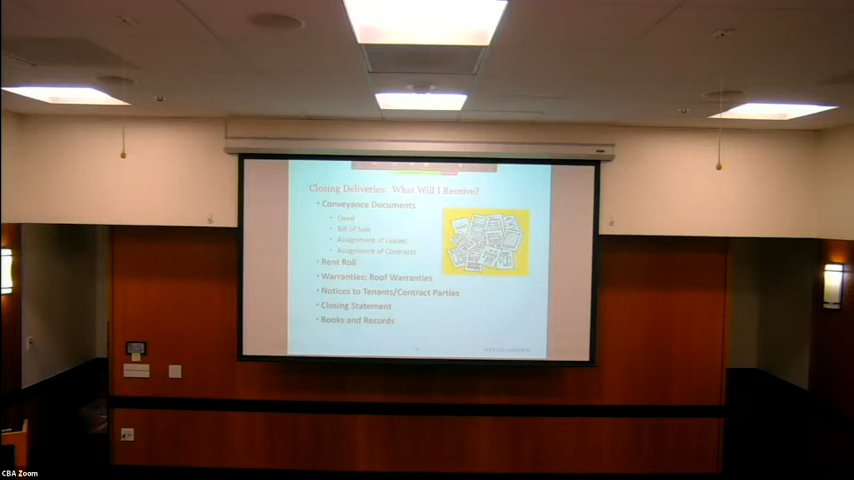 Closing Deliveries: What Will I Receive?
• Conveyance Documents
• Deed
• Bill of Sale
• Assignment of Leases
• Assignment of Contracts
• Rent Roll
• Warranties: Roof Warranties
• Notices to Tenants/Contract Parties
• Closing Statement
• Books and Records
CBA Zoom